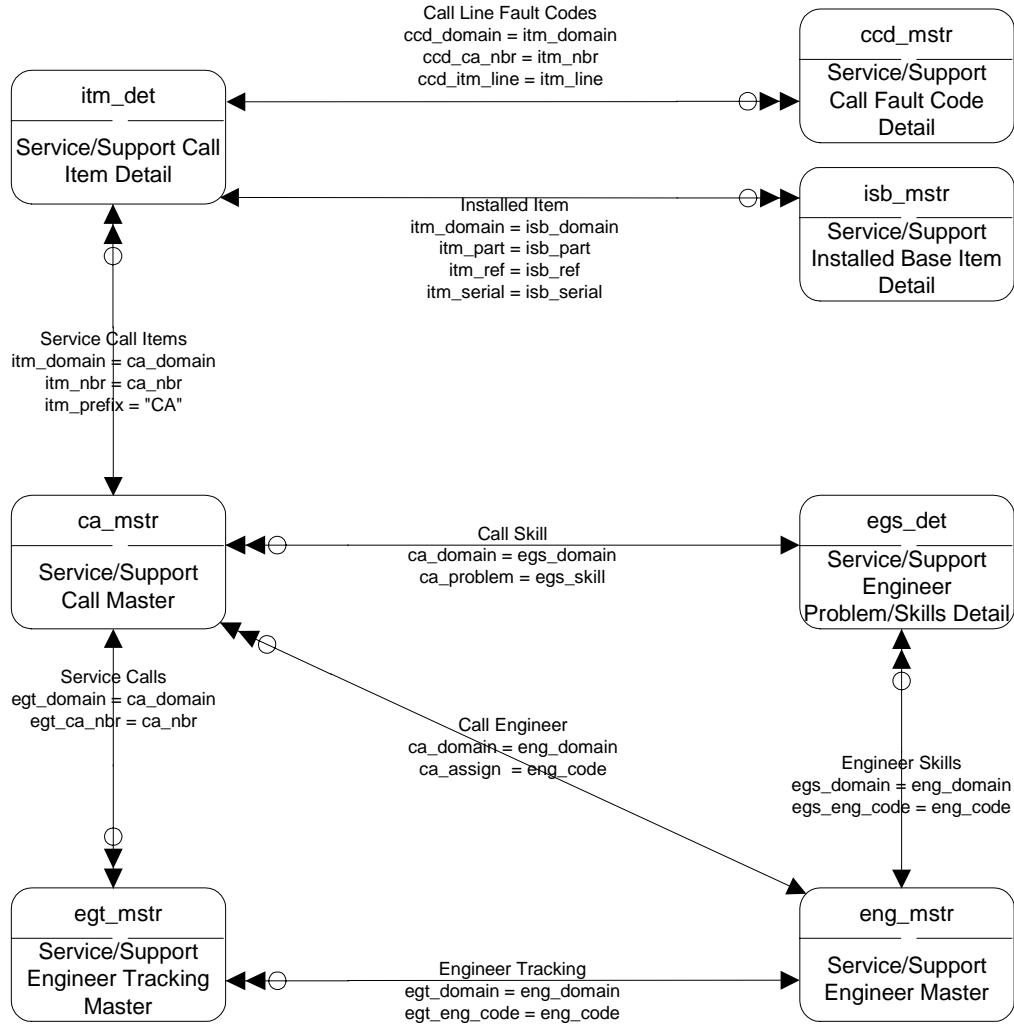 Call Line Fault Codes
ccd_domain = itm_domain
ccd_ca_nbr = itm_nbr
ccd_itm_line = itm_line
ccd_mstr
Service/Support
Call Fault Code
Detail
itm_det
Service/Support Call
Item Detail
isb_mstr
Service/Support
Installed Base Item
Detail
Installed Item
itm_domain = isb_domain
itm_part = isb_part
itm_ref = isb_ref
itm_serial = isb_serial
Service Call Items
itm_domain = ca_domain
itm_nbr = ca_nbr
itm_prefix = "CA"
ca_mstr
Service/Support
Call Master
Call Skill
ca_domain = egs_domain
ca_problem = egs_skill
egs_det
Service/Support
Engineer
Problem/Skills Detail
Service Calls
egt_domain = ca_domain
egt_ca_nbr = ca_nbr
Call Engineer
ca_domain = eng_domain
ca_assign = eng_code
Engineer Skills
egs_domain = eng_domain
egs_eng_code = eng_code
egt_mstr
Service/Support
Engineer Tracking
Master
Engineer Tracking
egt_domain = eng_domain
egt_eng_code = eng_code
eng_mstr
Service/Support
Engineer Master